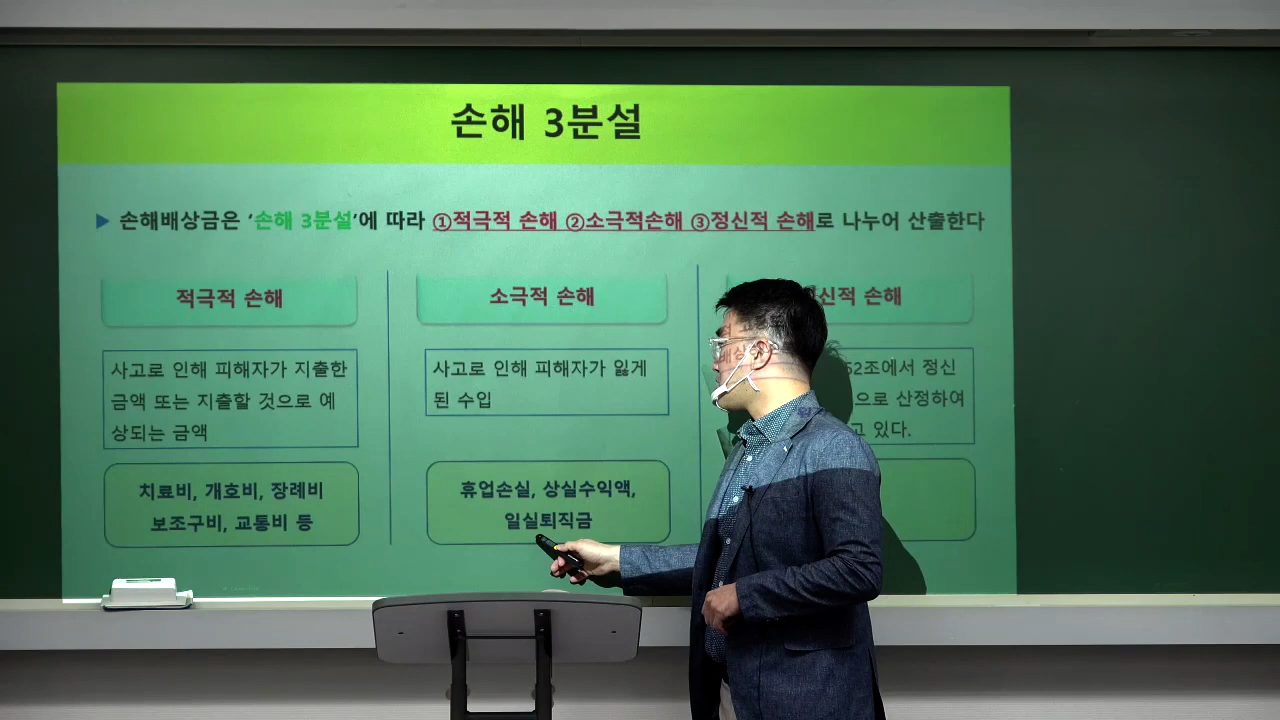 손해 3분설
▶ 손해배상금은 ‘손해 3분설’에 따라 ①적극적 손해 ②소극적손해 ③정신적 손해로 나누어 산출한다
적극적 손해
사고로 인해 피해자가 지출한
금액 또는 지출할 것으로 예
상되는 금액
치료비, 개호비, 장례비
보조구비, 교통비 등
소극적 손해
사고로 인해 피해자가 잃게
된 수입
휴업손실, 상실수익액,
일실퇴직금
신적 손해
52조에서 정신
으로 산정하여
고 있다.